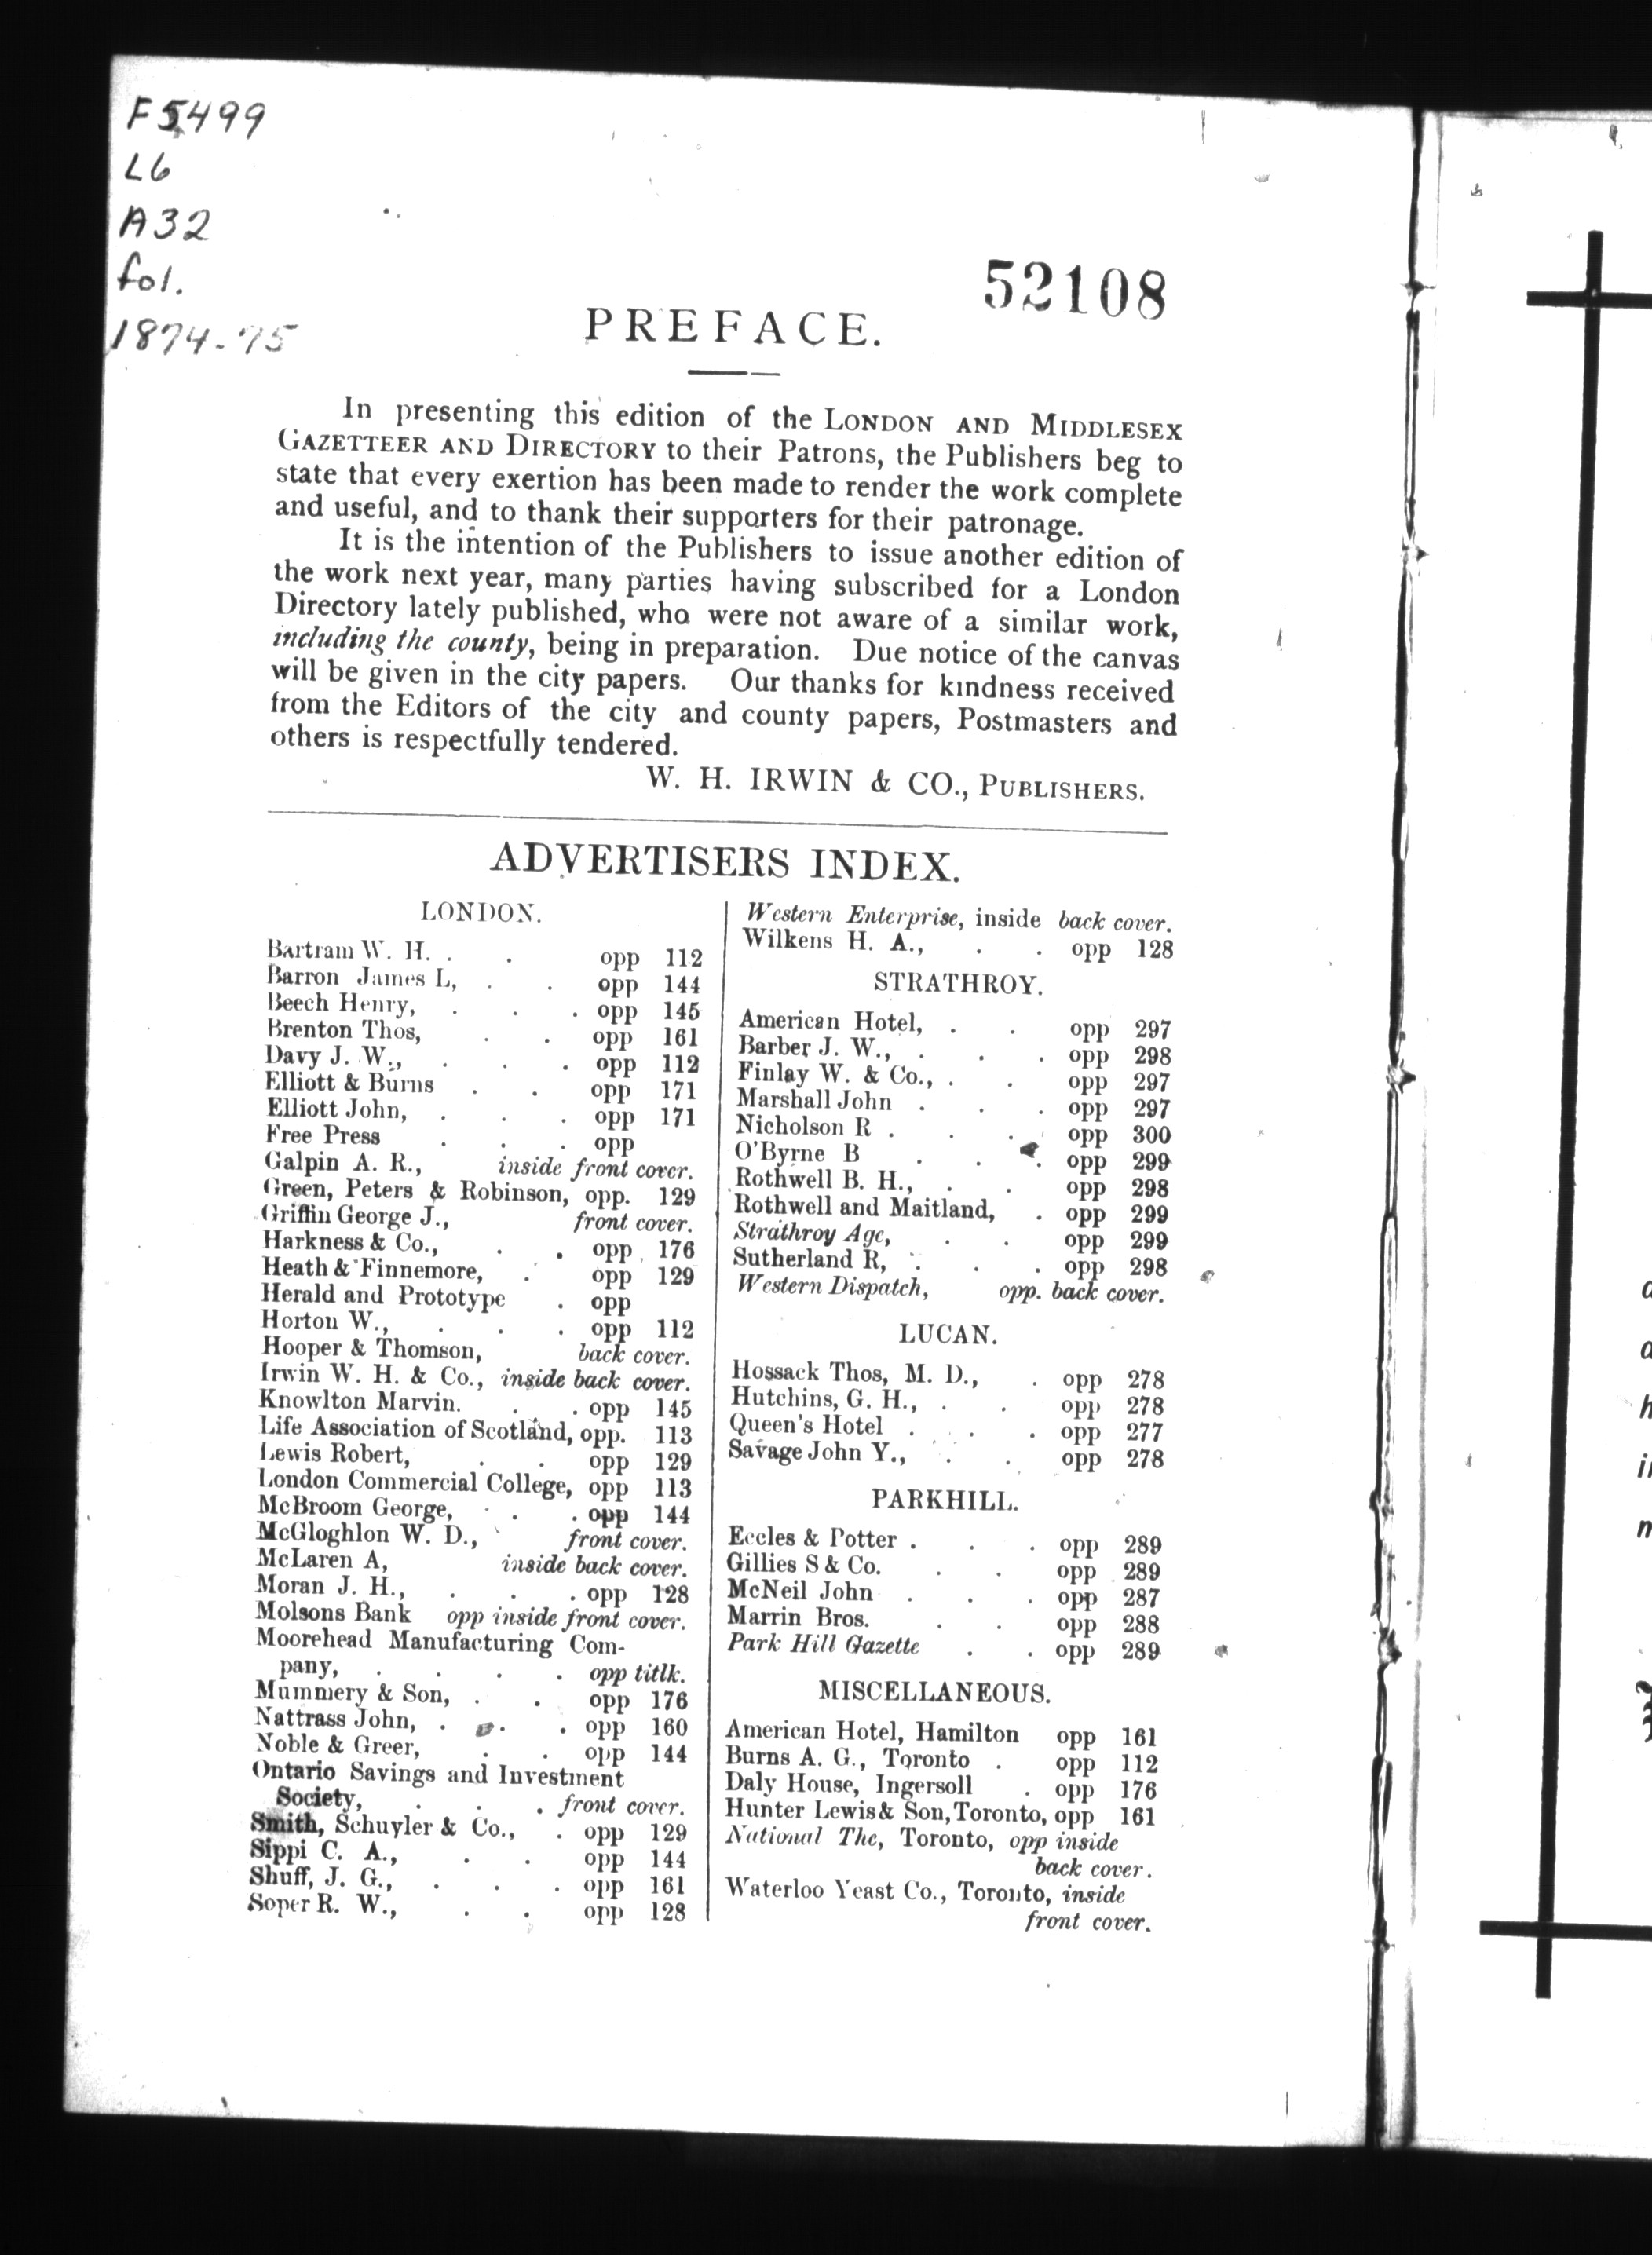 F5499
L6
A32
fol.
1874-75
52108
PREFACE.
In presenting this edition of the LONDON AND MIDDLESEX
GAZETTEER AND DIRECTORY to their Patrons, the Publishers beg to
state that every exertion has been made to render the work complete
and useful, and to thank their supporters for their patronage.
It is the intention of the Publishers to issue another edition of
the work next year, many parties having subscribed for a London
Directory lately published, who were not aware of a similar work,
including the county, being in preparation. Due notice of the canvas
will be given in the city papers. Our thanks for kindness received
from the Editors of the city and county papers, Postmasters and
others is respectfully tendered.
W. H. IRWIN & CO., PUBLISHERS.
ADVERTISERS INDEX.
LONDON.
Bartram W. H. . . opp 112
Barron James L, . . opp 144
Beech Henry, . . . opp 145
Brenton Thos, . . opp 161
Davy J. W., . . . opp 112
Elliott & Burns . . opp 171
Elliott John, . . . opp 171
Free Press . . . opp
Galpin A. R., inside front cover.
Green, Peters & Robinson, opp. 129
Griffin George J., front cover.
Harkness & Co., . . opp 176
Heath & Finnemore, . opp 129
Herald and Prototype . opp
Horton W., . . . opp 112
Hooper & Thomson, back cover.
Irwin W. H. & Co., inside back cover.
Knowlton Marvin. . . opp 145
Life Association of Scotland, opp. 113
Lewis Robert, . . opp 129
London Commercial College, opp 113
McBroom George, . . . opp 144
McGloghlon W. D., front cover.
McLaren A, inside back cover.
Moran J. H., . . . opp 128
Molsons Bank opp inside front cover.
Moorehead Manufacturing Com-
pany, . . . . opp titlk.
Mummery & Son, . . opp 176
Nattrass John, . . . opp 160
Noble & Greer, . . opp 144
Ontario Savings and Investment
Society, . . . front cover.
Smith, Schuyler & Co., . opp 129
Sippi C. A., . . opp 144
Shuff, J. G., . . . opp 161
Soper R. W., . . opp 128
Western Enterprise, inside back cover.
Wilkens H. A., . . opp 128
STRATHROY.
American Hotel, . . opp 297
Barber J. W., . . . opp 298
Finlay W. & Co., . . opp 297
Marshall John . . . opp 297
Nicholson R . . . opp 300
O'Byrne B . . . opp 299
Rothwell B. H., . . opp 298
Rothwell and Maitland, . opp 299
Strathroy Age, . . opp 299
Sutherland R, . . . opp 298
Western Dispatch, opp. back cover.
LUCAN.
Hossack Thos, M. D., . opp 278
Hutchins, G. H., . . opp 278
Queen's Hotel . . . opp 277
Savage John Y., . . opp 278
PARKHILL.
Eccles & Potter . . . opp 289
Gillies S & Co. . . opp 289
McNeil John . . . opp 287
Marrin Bros. . . opp 288
Park Hill Gazette . . opp 289
MISCELLANEOUS.
American Hotel, Hamilton opp 161
Burns A. G., Toronto . opp 112
Daly House, Ingersoll . opp 176
Hunter Lewis & Son, Toronto, opp 161
National The, Toronto, opp inside
back cover.
Waterloo Yeast Co., Toronto, inside
front cover.